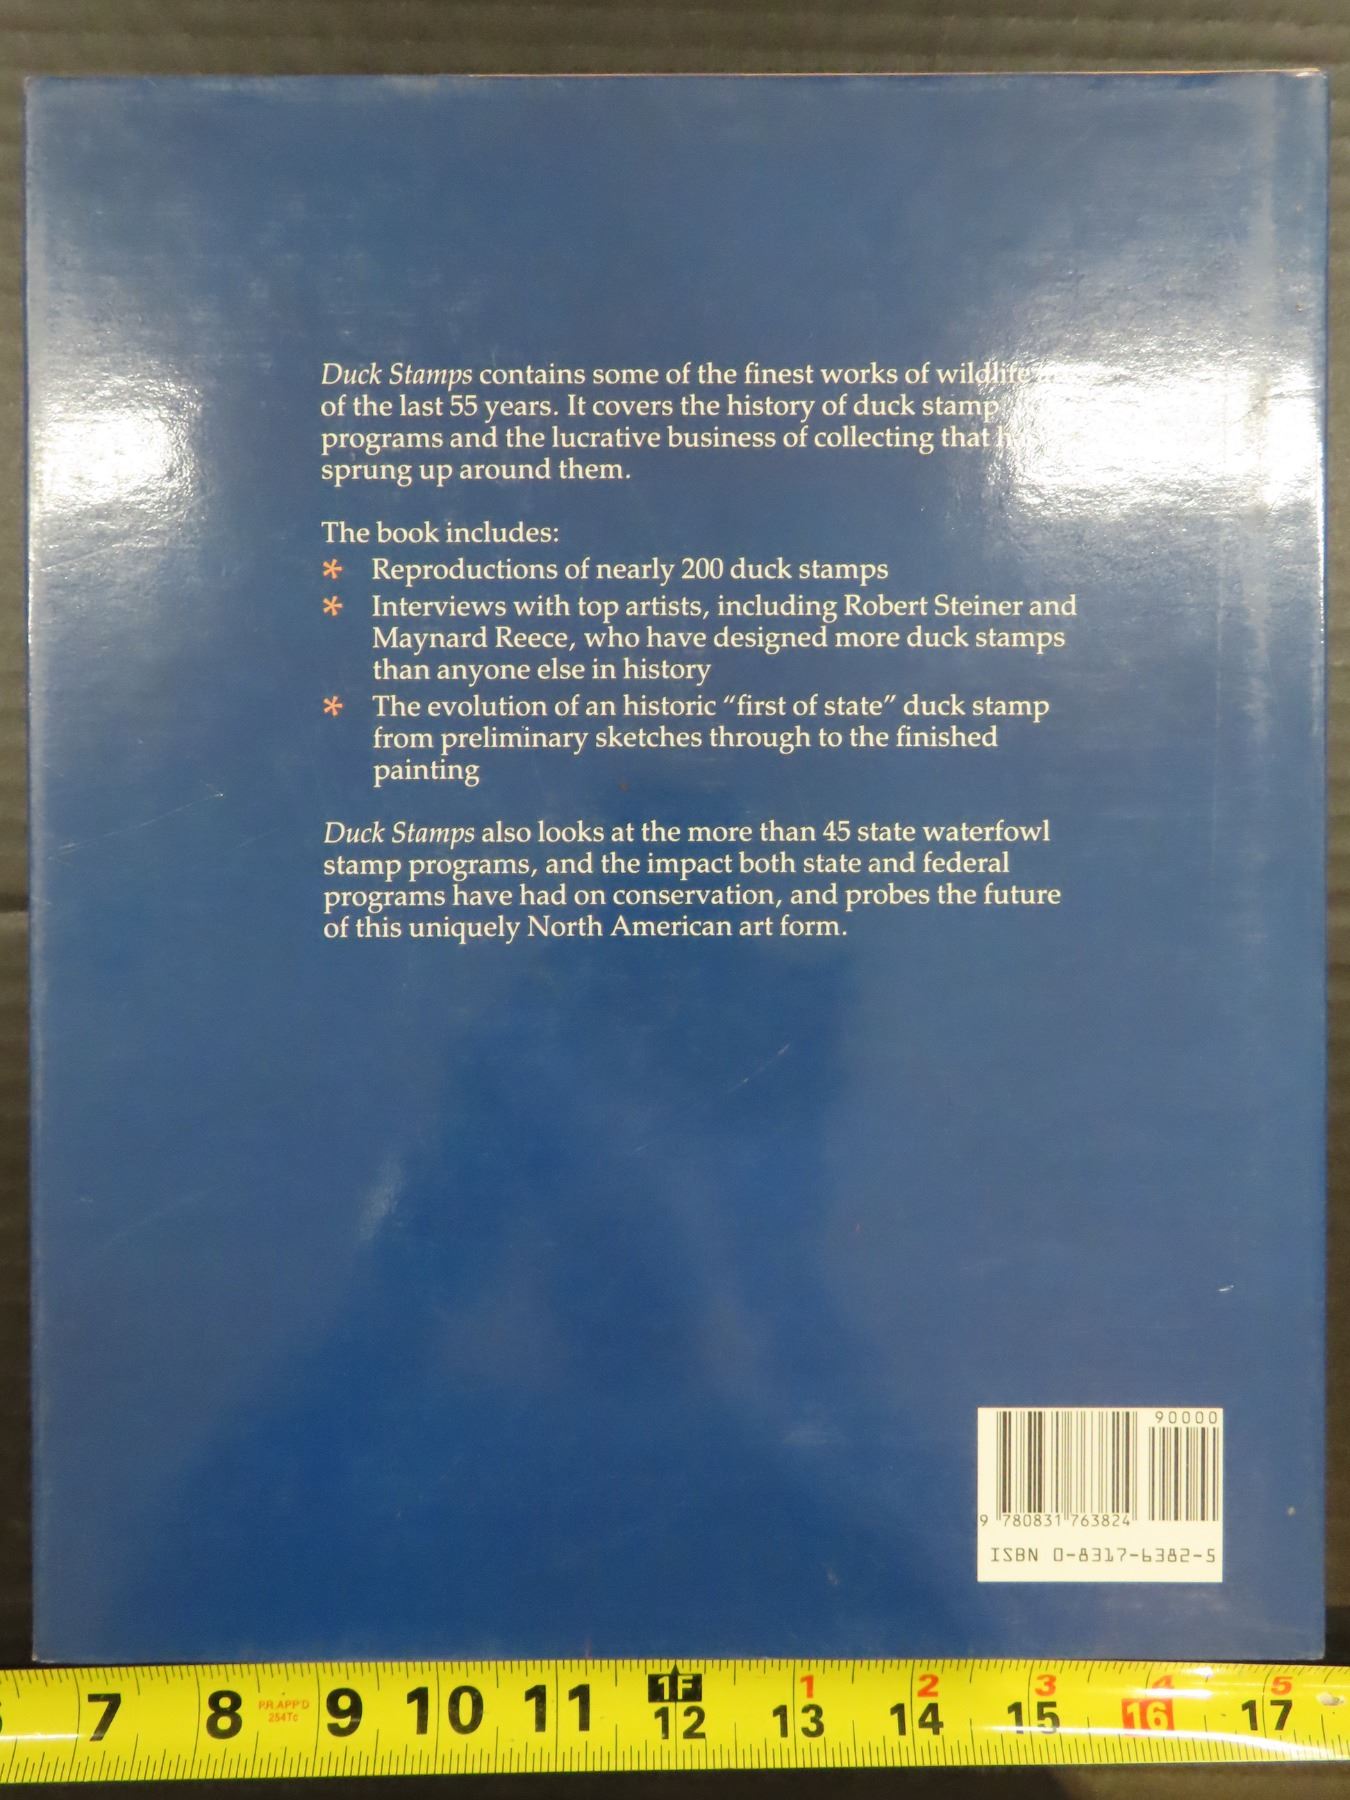 Duck Stamps contains some of the finest works of wildlife
of the last 55 years. It covers the history of duck stamp
programs and the lucrative business of collecting that
sprung up around them.
The book includes:
* Reproductions of nearly 200 duck stamps
* Interviews with top artists, including Robert Steiner and
Maynard Reece, who have designed more duck stamps
than anyone else in history
* The evolution of an historic "first of state" duck stamp
from preliminary sketches through to the finished
painting
Duck Stamps also looks at the more than 45 state waterfowl
stamp programs, and the impact both state and federal
programs have had on conservation, and probes the future
of this uniquely North American art form.
90000
9 780831 763824
ISBN 0-8317-6382-5
1F 1 2 3 4 5
7 8 P.R. APP'D 9 10 11 12 13 14 15 16 17
254Tc